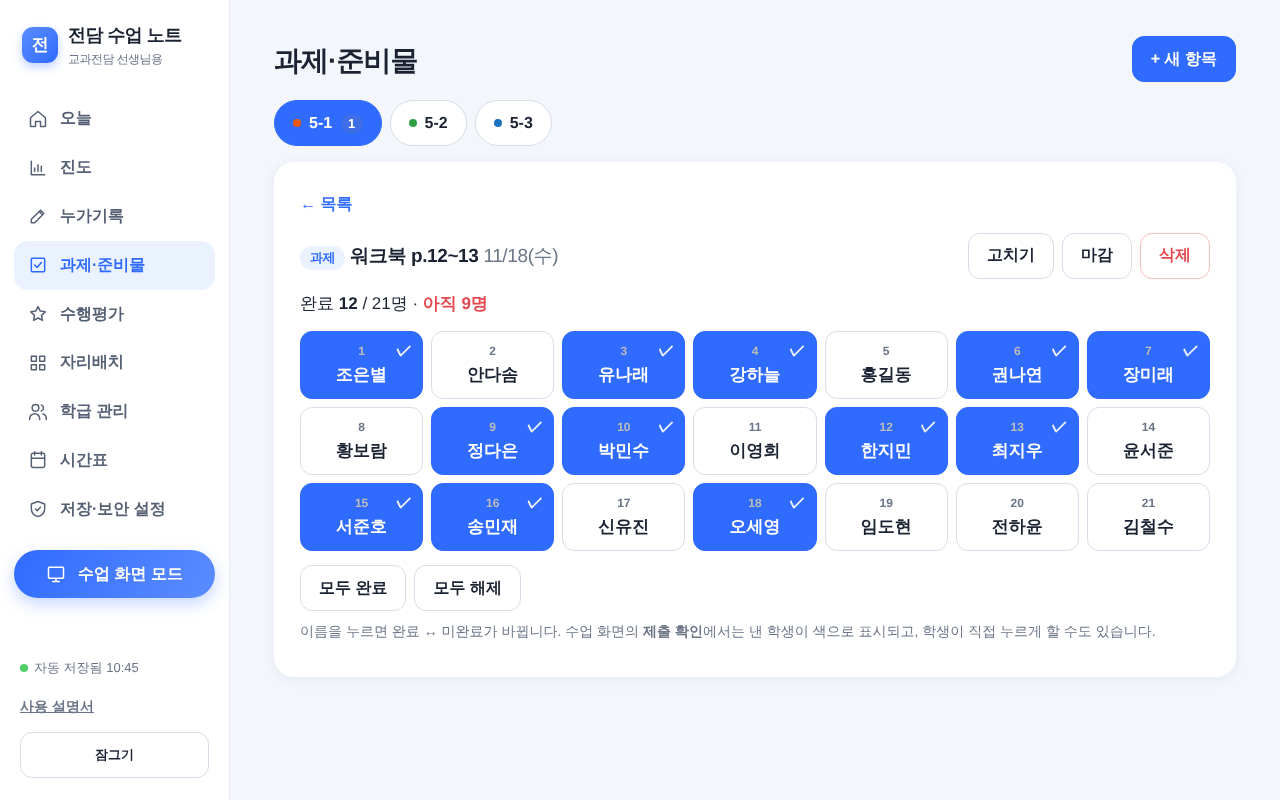 전 전담 수업 노트
교과전담 선생님용
오늘
진도
누가기록
과제·준비물
수행평가
자리배치
학급 관리
시간표
저장·보안 설정
수업 화면 모드
자동 저장됨 10:45
사용 설명서
잠그기
과제·준비물
+ 새 항목
5-1 1 5-2 5-3
← 목록
과제 워크북 p.12~13 11/18(수)
고치기 마감 삭제
완료 12 / 21명 · 아직 9명
1 조은별 ✓
2 안다솜
3 유나래 ✓
4 강하늘 ✓
5 홍길동
6 권나연 ✓
7 장미래 ✓
8 황보람
9 정다은 ✓
10 박민수 ✓
11 이영희
12 한지민 ✓
13 최지우 ✓
14 윤서준
15 서준호 ✓
16 송민재 ✓
17 신유진
18 오세영 ✓
19 임도현
20 전하윤
21 김철수
모두 완료 모두 해제
이름을 누르면 완료 ↔ 미완료가 바뀝니다. 수업 화면의 제출 확인에서는 낸 학생이 색으로 표시되고, 학생이 직접 누르게 할 수도 있습니다.